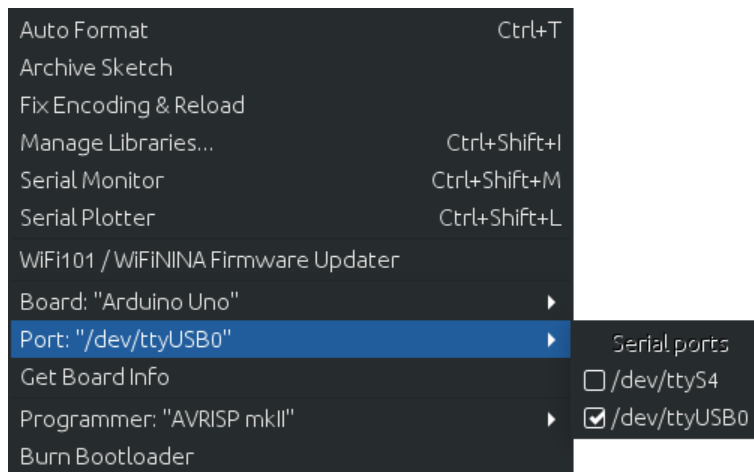 Auto Format Ctrl+T
Archive Sketch
Fix Encoding & Reload
Manage Libraries... Ctrl+Shift+I
Serial Monitor Ctrl+Shift+M
Serial Plotter Ctrl+Shift+L
WiFi101 / WiFiNINA Firmware Updater
Board: "Arduino Uno"
Port: "/dev/ttyUSB0"
Get Board Info
Programmer: "AVRISP mkII"
Burn Bootloader
Serial ports
/dev/ttyS4
/dev/ttyUSB0